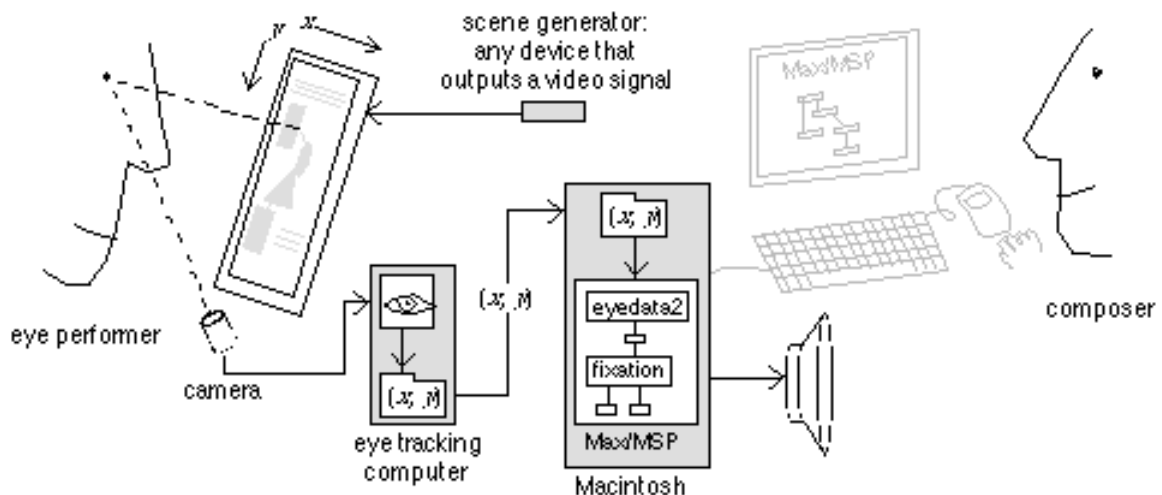 y x
scene generator:
any device that
outputs a video signal
Max/MSP
eye performer
camera
(x, y)
eye tracking
computer
(x, y)
(x, y)
eyedata2
fixation
Max/MSP
Macintosh
composer